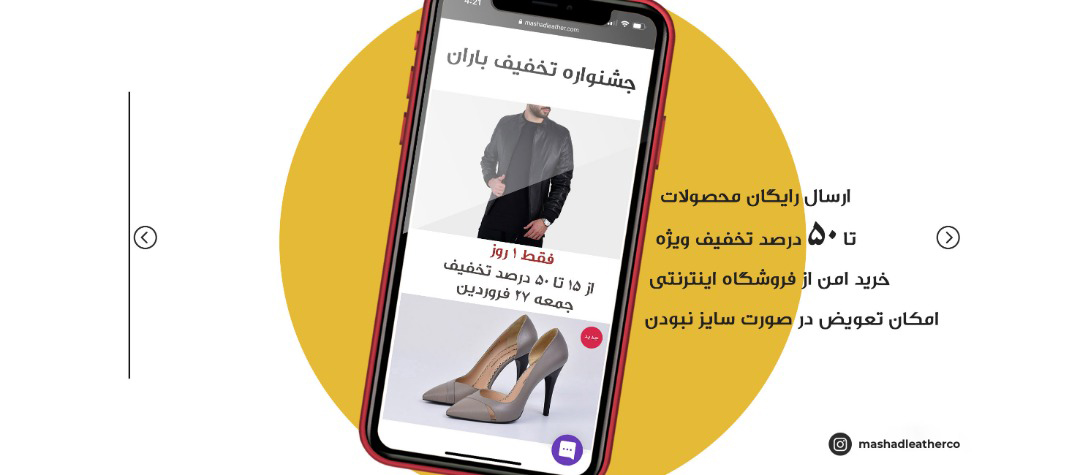 4:21
mashadleather.com
جشنواره تخفیف باران
فقط ۱ روز
از ۱۵ تا ۵۰ درصد تخفیف
جمعه ۲۷ فروردین
جدید
ارسال رایگان محصولات
تا ۵۰ درصد تخفیف ویژه
خرید امن از فروشگاه اینترنتی
امکان تعویض در صورت سایز نبودن
mashadleatherco